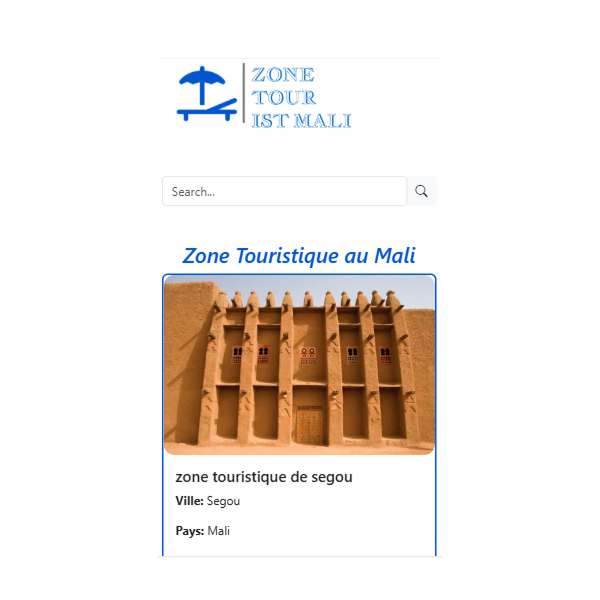 ZONE
TOUR
IST MALI
Search...
Zone Touristique au Mali
zone touristique de segou
Ville: Segou
Pays: Mali